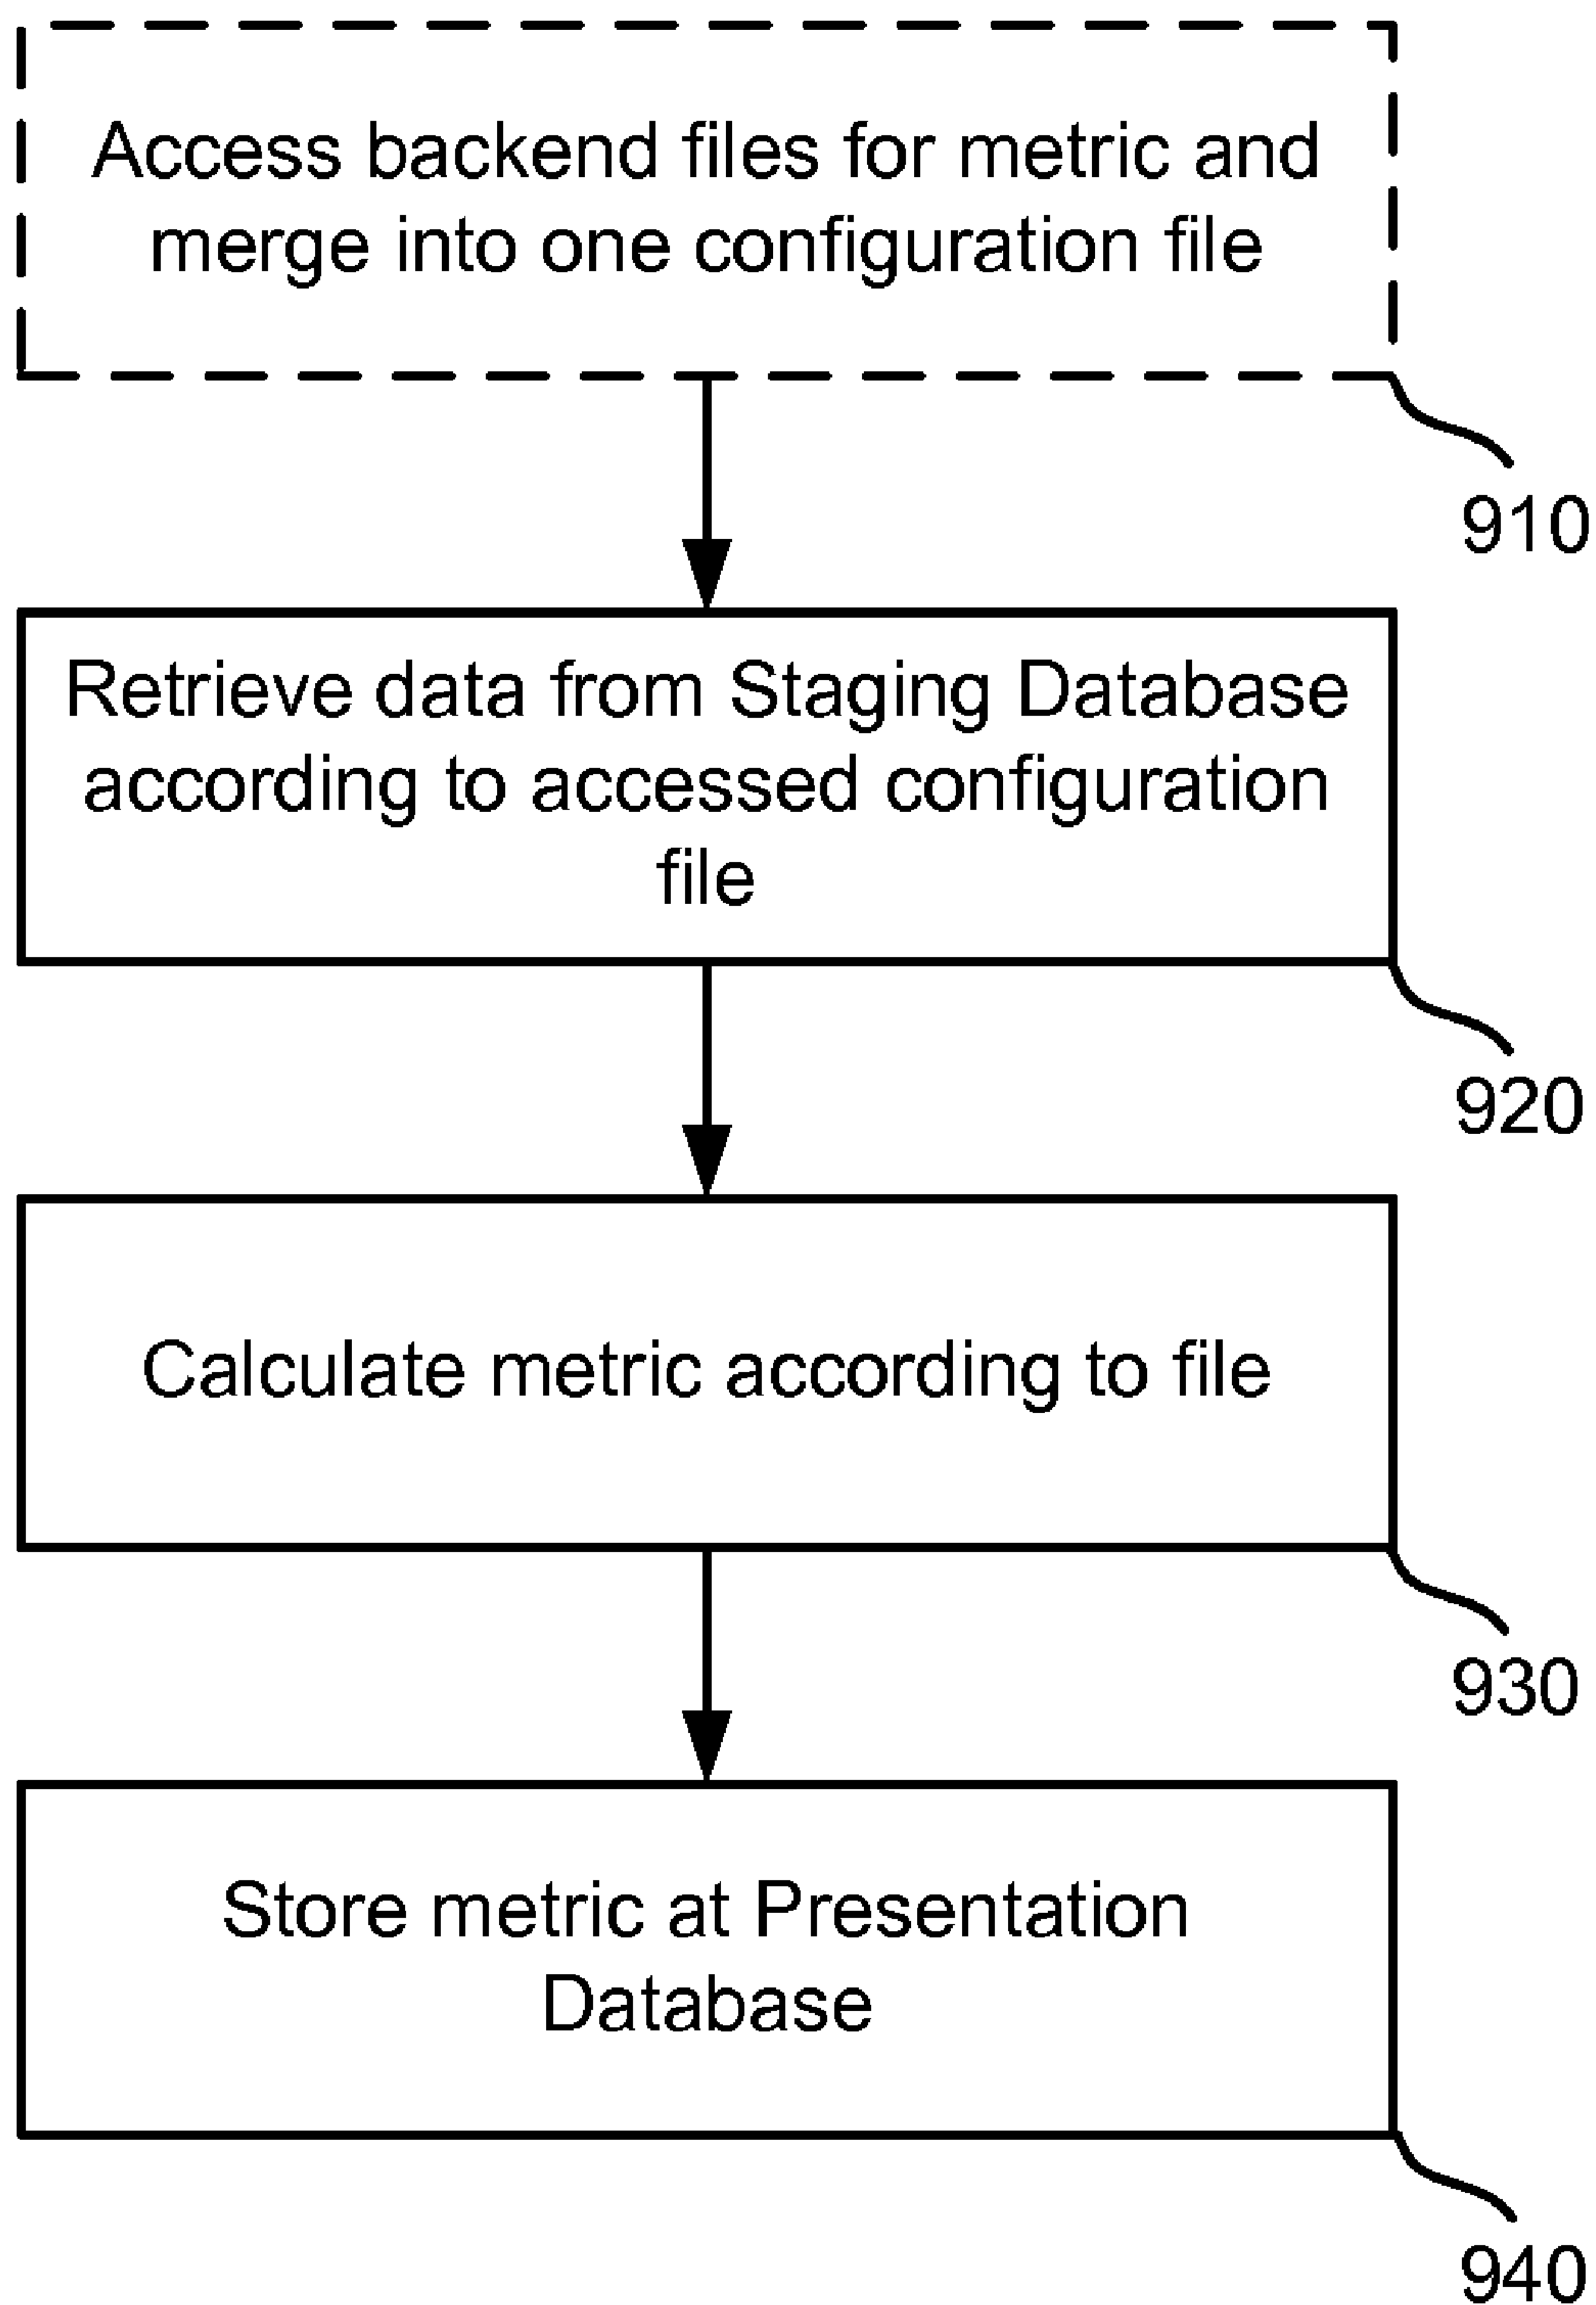 Access backend files for metric and
merge into one configuration file
910
Retrieve data from Staging Database
according to accessed configuration
file
920
Calculate metric according to file
930
Store metric at Presentation
Database
940